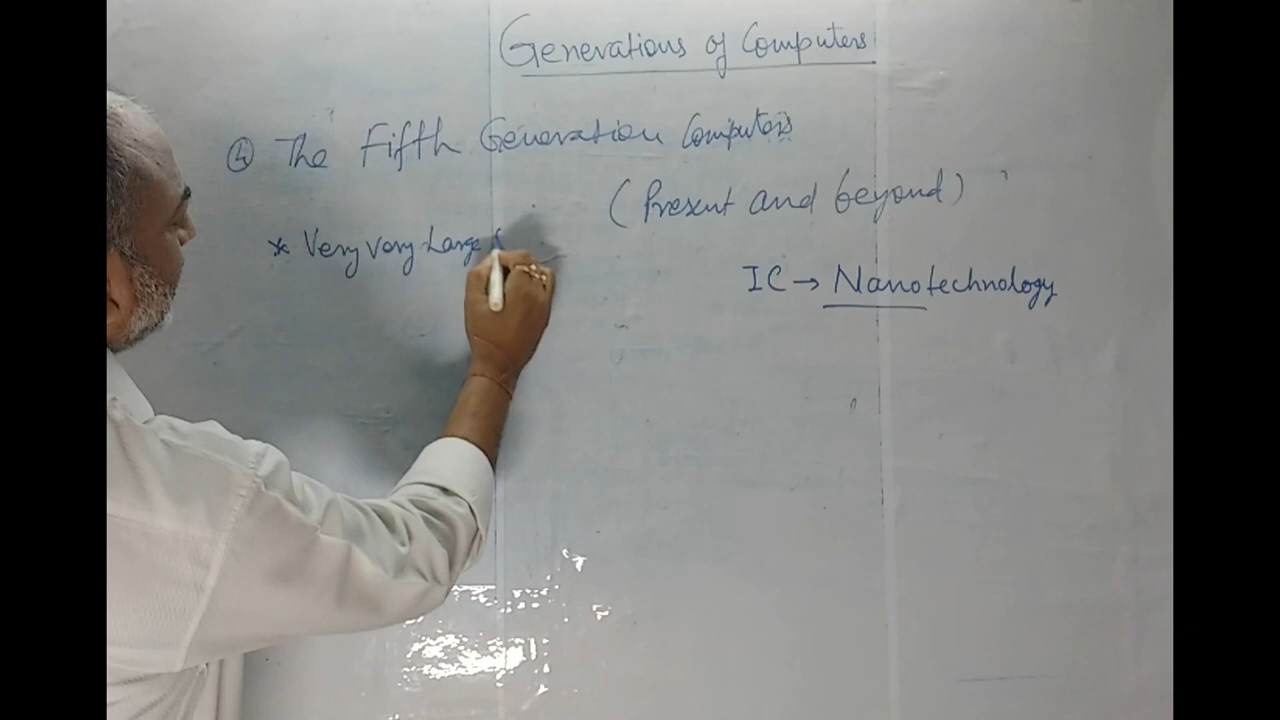 Generations of Computers
④ The Fifth Generation Computers
(Present and beyond)
* Very Very Large
IC → Nanotechnology